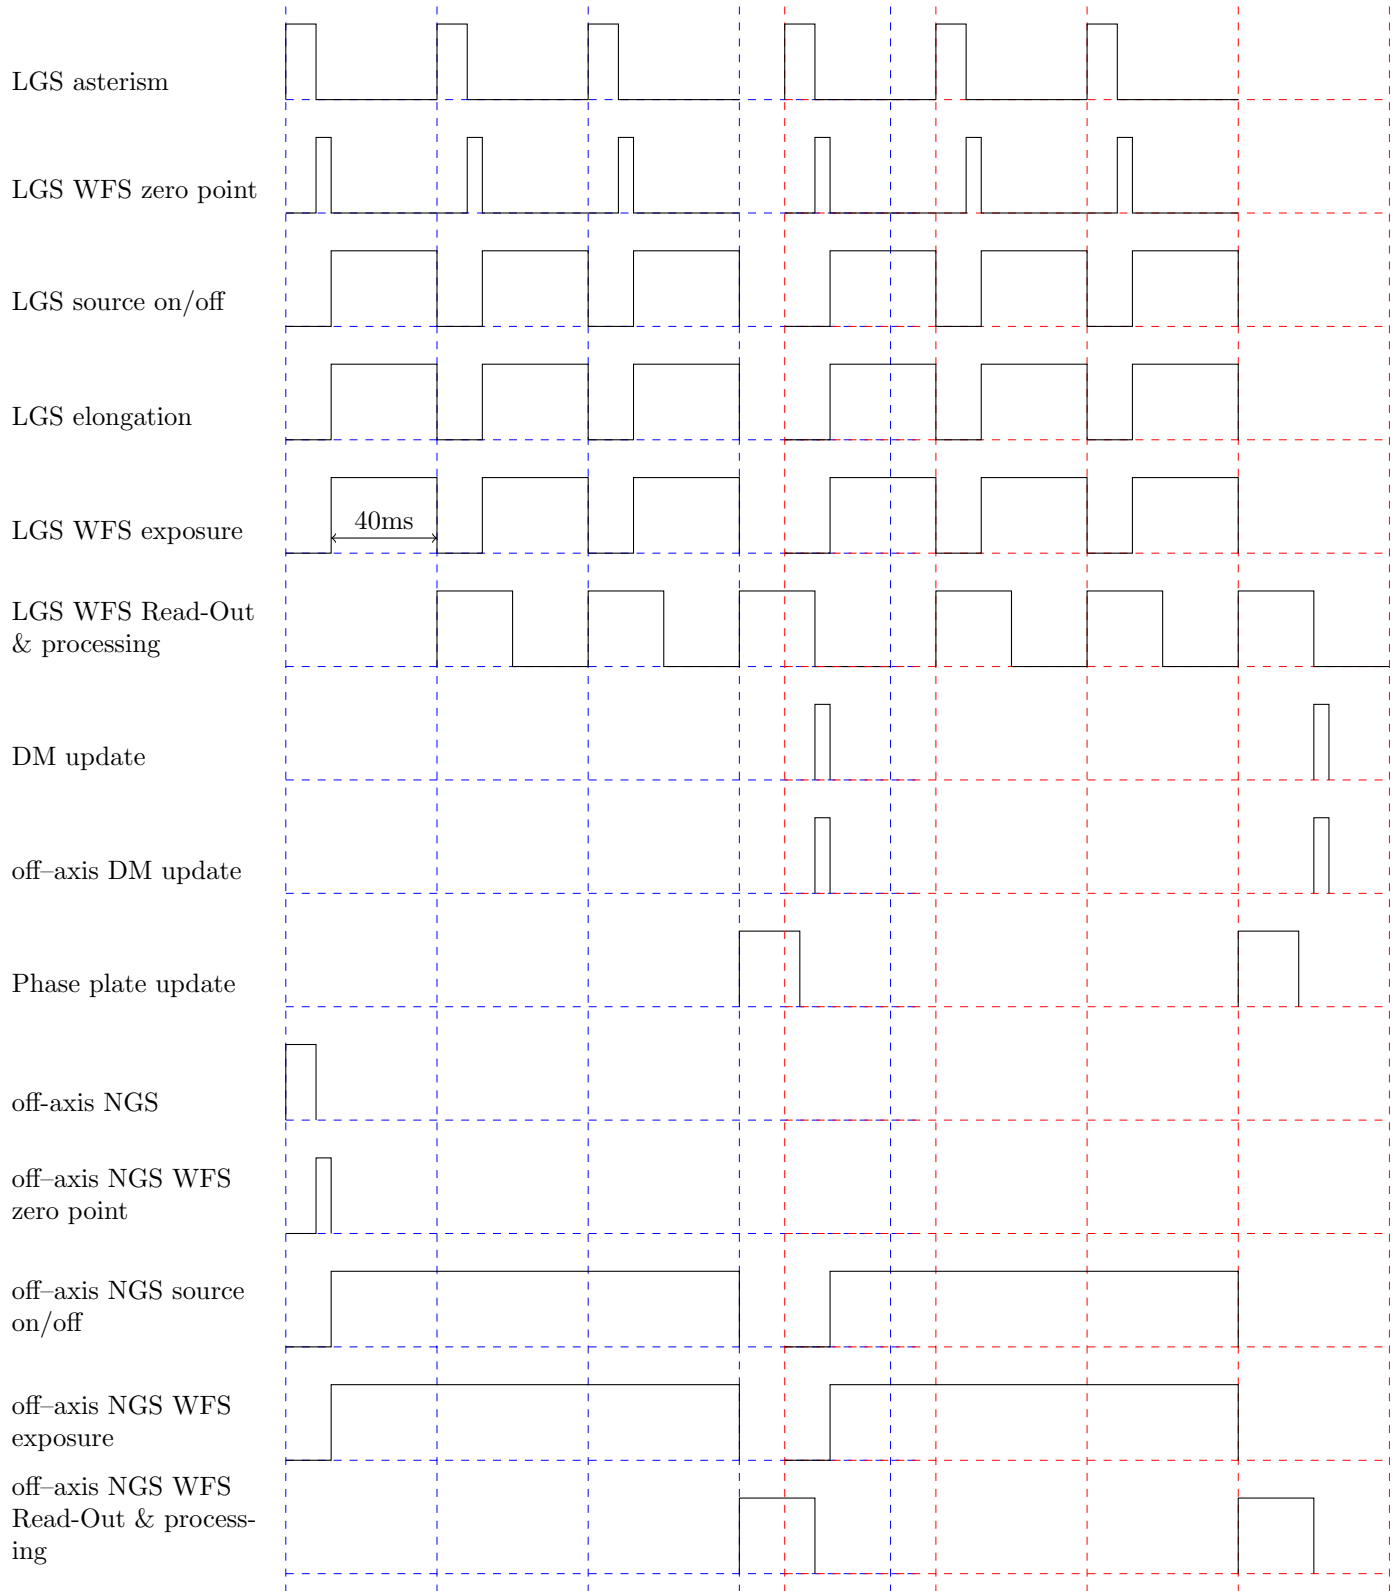 LGS asterism
LGS WFS zero point
LGS source on/off
LGS elongation
LGS WFS exposure
40ms
LGS WFS Read-Out
& processing
DM update
off–axis DM update
Phase plate update
off-axis NGS
off–axis NGS WFS
zero point
off–axis NGS source
on/off
off–axis NGS WFS
exposure
off–axis NGS WFS
Read-Out & process-
ing